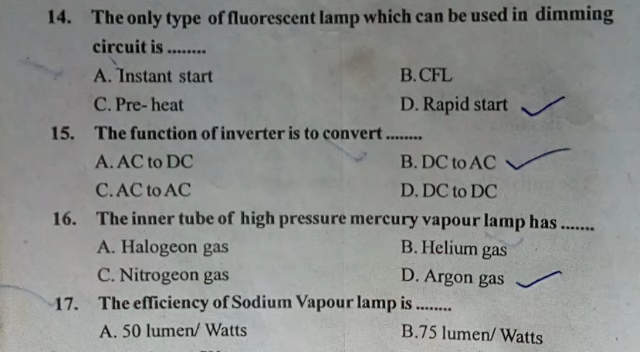 14. The only type of fluorescent lamp which can be used in dimming
circuit is ........
A. Instant start B. CFL
C. Pre- heat D. Rapid start
15. The function of inverter is to convert ........
A. AC to DC B. DC to AC
C. AC to AC D. DC to DC
16. The inner tube of high pressure mercury vapour lamp has .......
A. Halogeon gas B. Helium gas
C. Nitrogeon gas D. Argon gas
17. The efficiency of Sodium Vapour lamp is ........
A. 50 lumen/ Watts B.75 lumen/ Watts